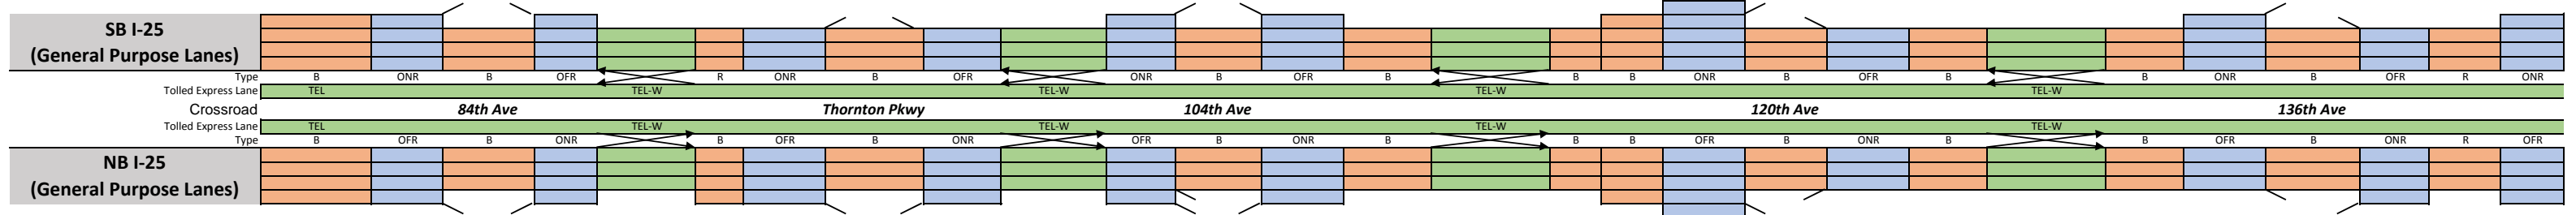 SB I-25
(General Purpose Lanes)
Type B ONR B OFR R ONR B OFR ONR B OFR B B B ONR B OFR B B ONR B OFR R ONR
Tolled Express Lane TEL TEL-W TEL-W TEL-W TEL-W
Crossroad 84th Ave Thornton Pkwy 104th Ave 120th Ave 136th Ave
Tolled Express Lane TEL TEL-W TEL-W TEL-W TEL-W
Type B OFR B ONR B OFR B ONR OFR B ONR B B B OFR B ONR B B OFR B ONR R OFR
NB I-25
(General Purpose Lanes)